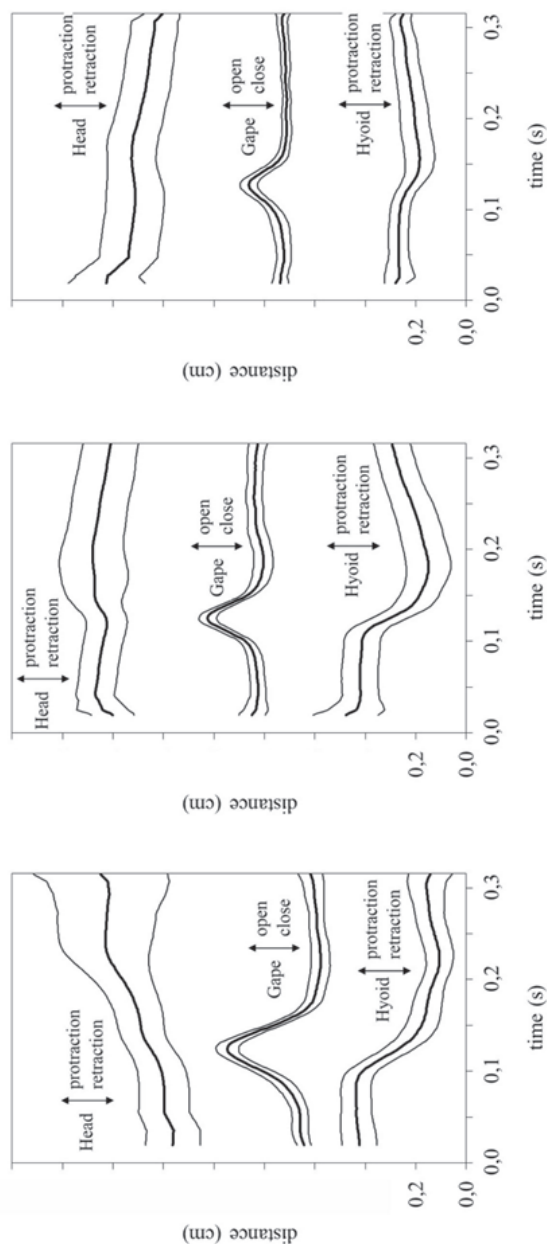 protraction
retraction
Head
open
close
Gape
protraction
retraction
Hyoid
distance (cm)
0,2
0,0
0,0
0,1
0,2
0,3
time (s)
protraction
retraction
Head
open
close
Gape
protraction
retraction
Hyoid
distance (cm)
0,2
0,0
0,0
0,1
0,2
0,3
time (s)
protraction
retraction
Head
open
close
Gape
protraction
retraction
Hyoid
distance (cm)
0,2
0,0
0,0
0,1
0,2
0,3
time (s)